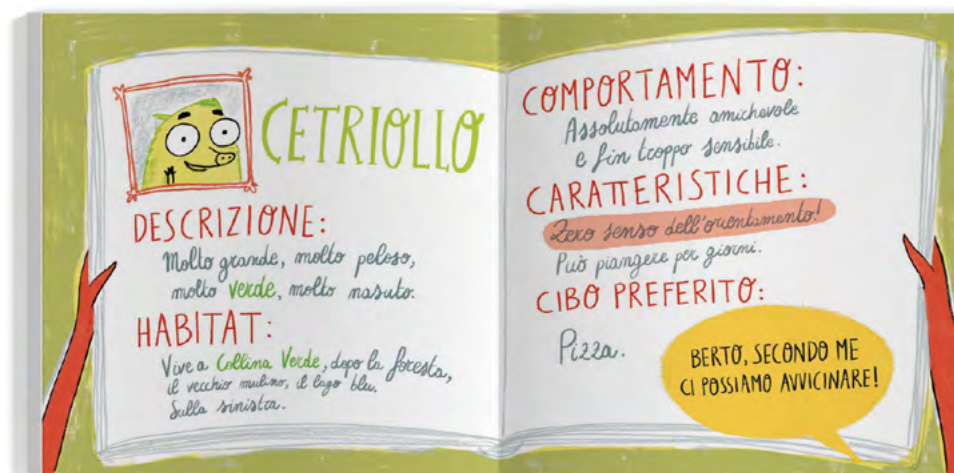 CETRIOLLO
DESCRIZIONE:
Molto grande, molto peloso,
molto verde, molto nasuto.
HABITAT:
Vive a Collina Verde, dopo la foresta,
il vecchio mulino, il lago blu.
Sulla sinistra.
COMPORTAMENTO:
Assolutamente amichevole
e fin troppo sensibile.
CARATTERISTICHE:
Zero senso dell'orientamento!
Può piangere per giorni.
CIBO PREFERITO:
Pizza.
BERTO, SECONDO ME
CI POSSIAMO AVVICINARE!